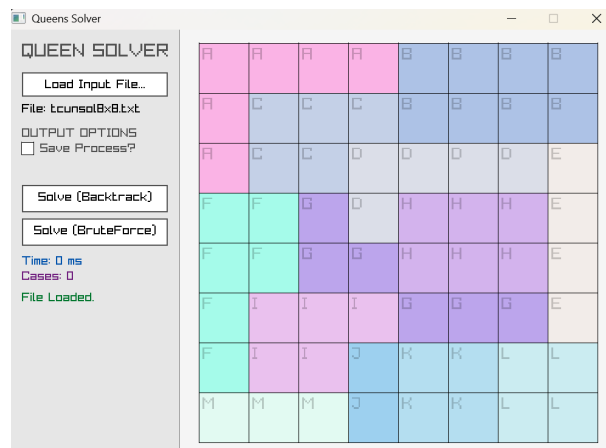 Queens Solver
QUEEN SOLVER
Load Input File...
File: tcunsol8x8.txt
OUTPUT OPTIONS
Save Process?
Solve (Backtrack)
Solve (BruteForce)
Time: 0 ms
Cases: 0
File Loaded.
A A A A B B B B
A C C C B B B B
A C C D D D D E
F F G D H H H E
F F G G H H H E
F I I I G G G E
F I I J K K L L
M M M J K K L L